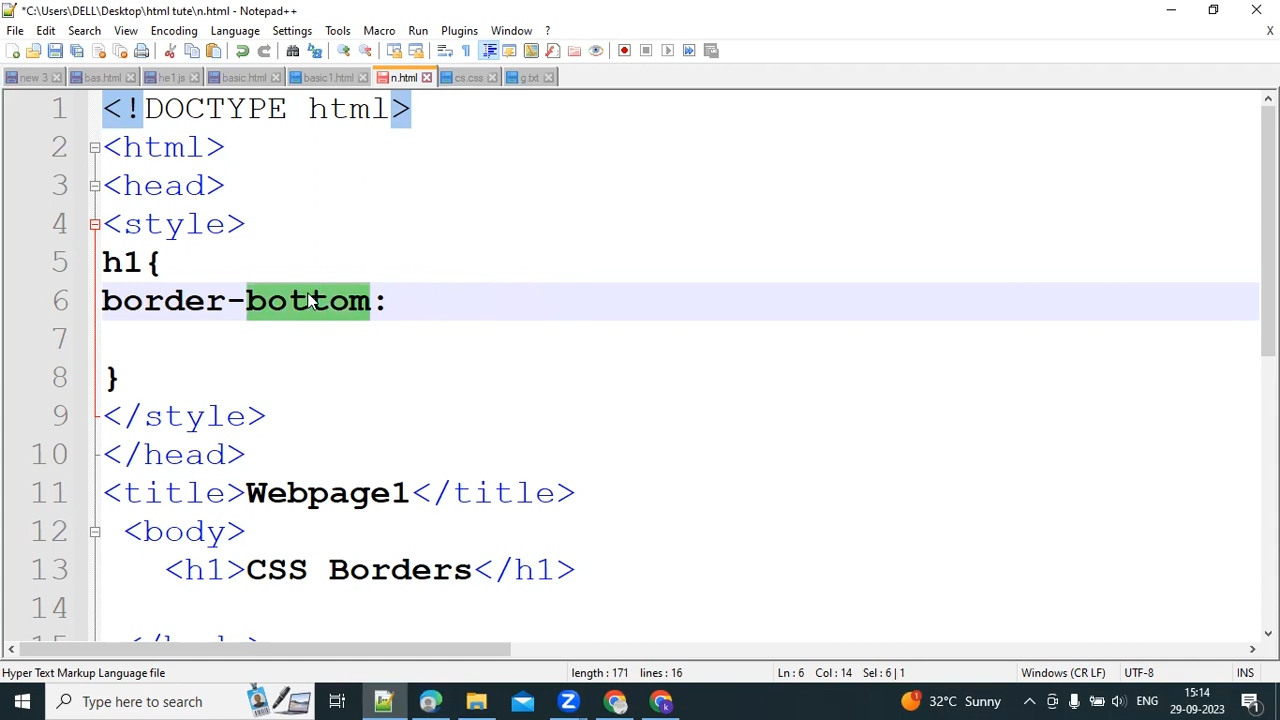 *C:\Users\DELL\Desktop\html tute\n.html - Notepad++
File Edit Search View Encoding Language Settings Tools Macro Run Plugins Window ? X
new 3 bas.html he1.js basic.html basic1.html n.html cs.css g.txt
1 <!DOCTYPE html>
2 <html>
3 <head>
4 <style>
5 h1{
6 border-bottom:
7
8 }
9 </style>
10 </head>
11 <title>Webpage1</title>
12 <body>
13 <h1>CSS Borders</h1>
14
15 </body>
Hyper Text Markup Language file length : 171 lines : 16 Ln : 6 Col : 14 Sel : 6 | 1 Windows (CR LF) UTF-8 INS
Type here to search 32°C Sunny ENG 15:14
29-09-2023